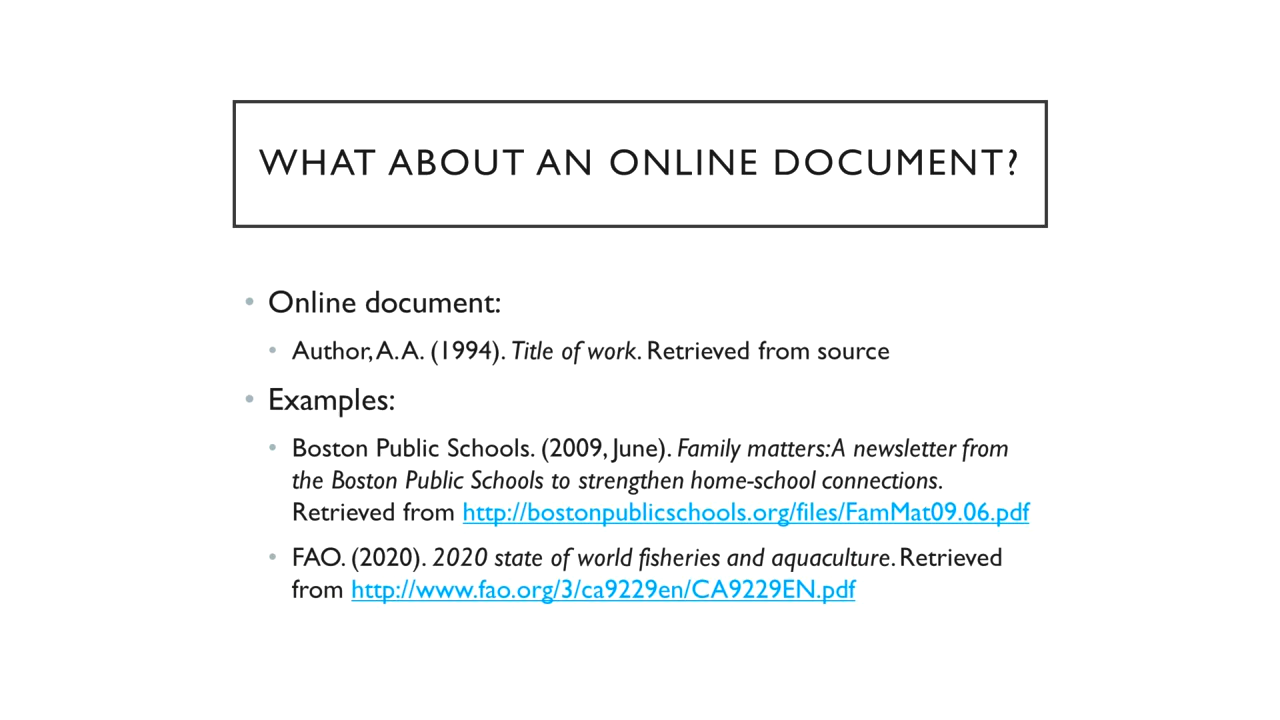 WHAT ABOUT AN ONLINE DOCUMENT?
• Online document:
• Author, A. A. (1994). Title of work. Retrieved from source
• Examples:
• Boston Public Schools. (2009, June). Family matters: A newsletter from
the Boston Public Schools to strengthen home-school connections.
Retrieved from http://bostonpublicschools.org/files/FamMat09.06.pdf
• FAO. (2020). 2020 state of world fisheries and aquaculture. Retrieved
from http://www.fao.org/3/ca9229en/CA9229EN.pdf